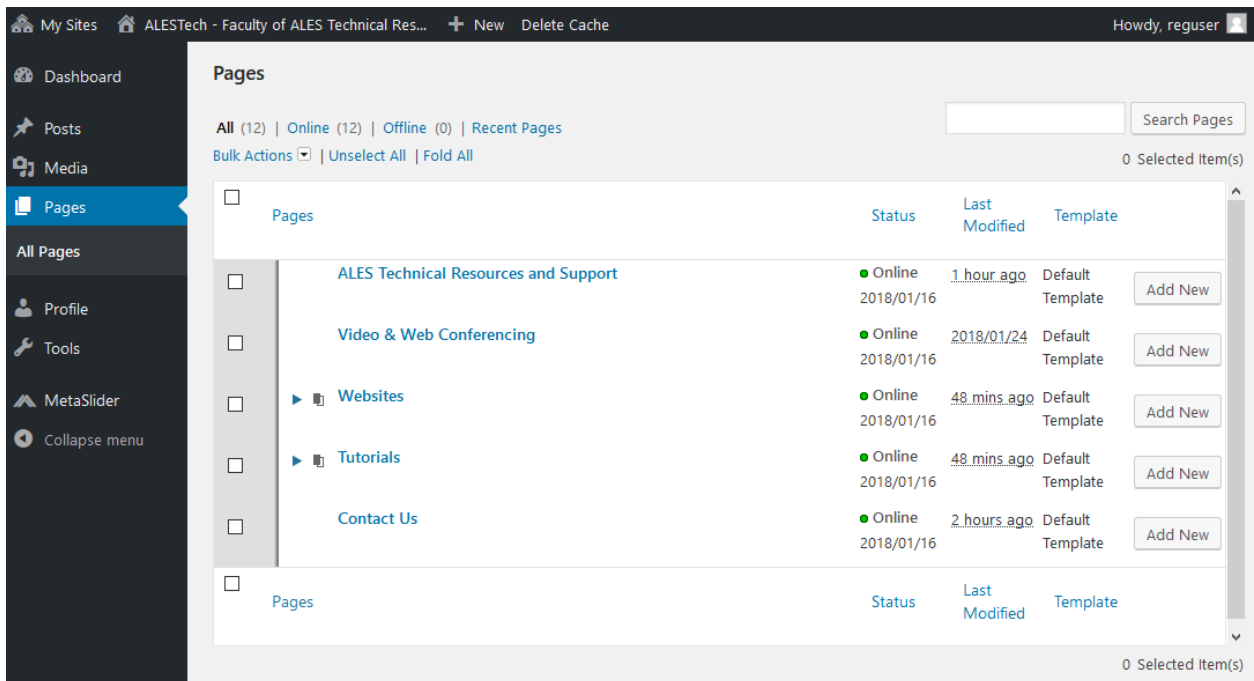 My Sites ALESTech - Faculty of ALES Technical Res... New Delete Cache Howdy, reguser
Dashboard
Posts
Media
Pages
All Pages
Profile
Tools
MetaSlider
Collapse menu
Pages
All (12) | Online (12) | Offline (0) | Recent Pages
Search Pages
Bulk Actions | Unselect All | Fold All
0 Selected Item(s)
Pages Status Last Modified Template
ALES Technical Resources and Support Online 1 hour ago Default
2018/01/16 Template Add New
Video & Web Conferencing Online 2018/01/24 Default
2018/01/16 Template Add New
Websites Online 48 mins ago Default
2018/01/16 Template Add New
Tutorials Online 48 mins ago Default
2018/01/16 Template Add New
Contact Us Online 2 hours ago Default
2018/01/16 Template Add New
Pages Status Last Modified Template
0 Selected Item(s)